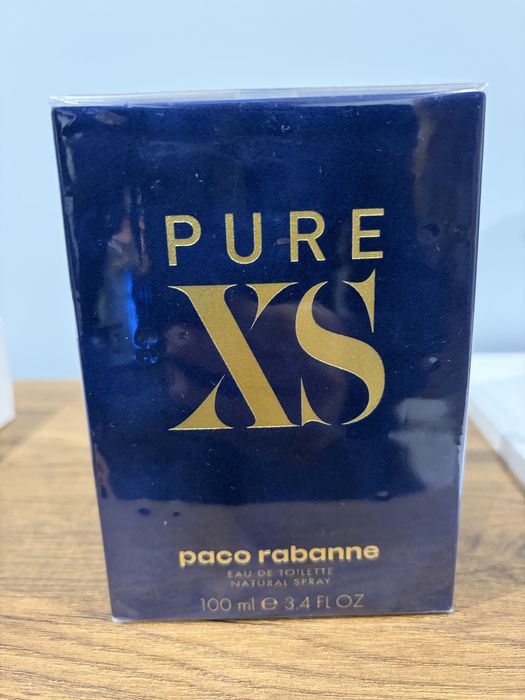 PURE
XS
paco rabanne
EAU DE TOILETTE
NATURAL SPRAY
100 ml ℮ 3.4 FL OZ